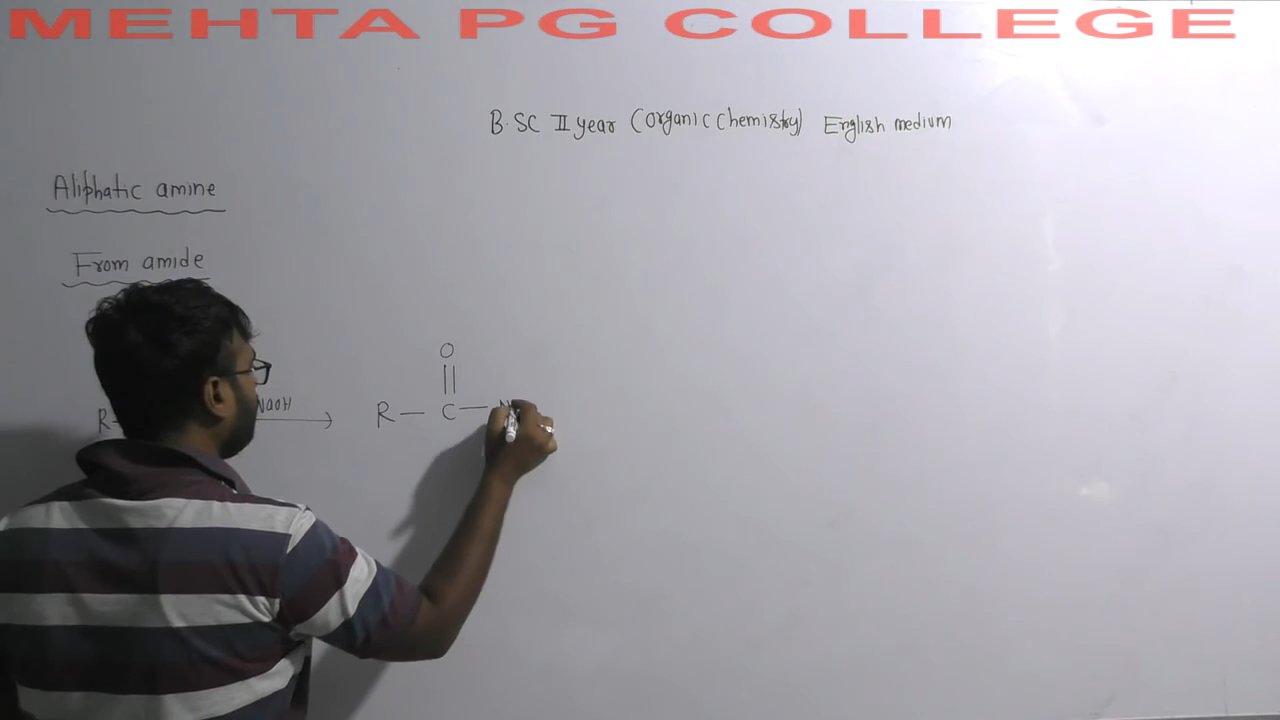 MEHTA PG COLLEGE
B.SC II year (Organic Chemistry) English medium
Aliphatic amine
From amide
O
R — NaOH → R — C — N